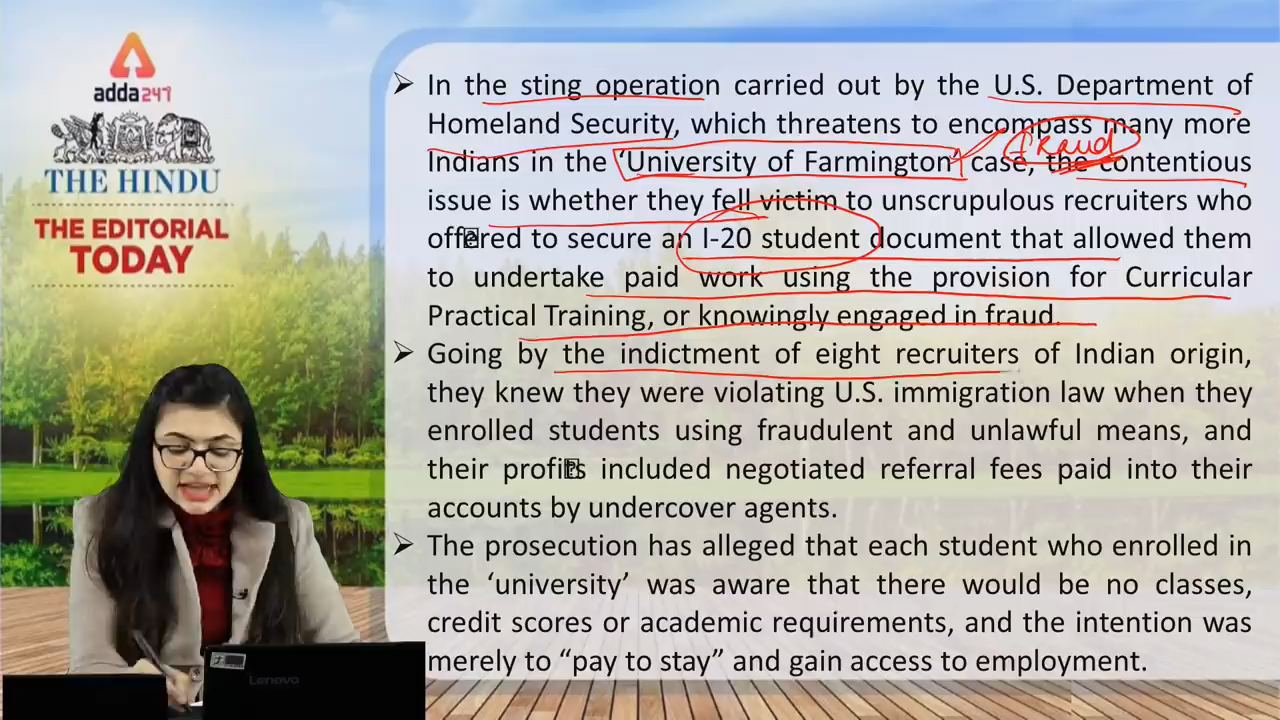 adda247
THE HINDU
THE EDITORIAL
TODAY
➢ In the sting operation carried out by the U.S. Department of
Homeland Security, which threatens to encompass many more
Indians in the ‘University of Farmington’ case, the contentious
fraud
issue is whether they fell victim to unscrupulous recruiters who
offered to secure an I-20 student document that allowed them
to undertake paid work using the provision for Curricular
Practical Training, or knowingly engaged in fraud.
➢ Going by the indictment of eight recruiters of Indian origin,
they knew they were violating U.S. immigration law when they
enrolled students using fraudulent and unlawful means, and
their profits included negotiated referral fees paid into their
accounts by undercover agents.
➢ The prosecution has alleged that each student who enrolled in
the ‘university’ was aware that there would be no classes,
credit scores or academic requirements, and the intention was
merely to “pay to stay” and gain access to employment.
Lenovo